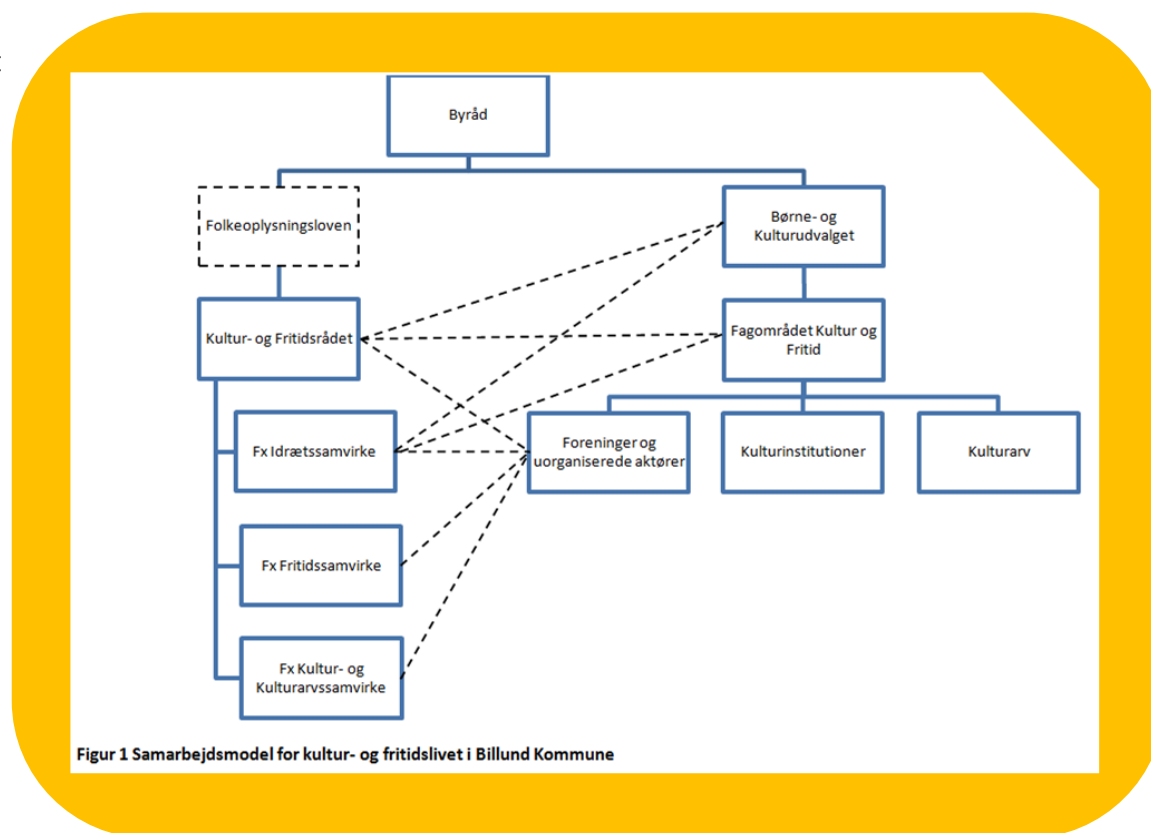 Byråd
Folkeoplysningsloven
Børne- og
Kulturudvalget
Kultur- og Fritidsrådet
Fagområdet Kultur og
Fritid
Fx Idrætssamvirke
Foreninger og
uorganiserede aktører
Kulturinstitutioner
Kulturarv
Fx Fritidssamvirke
Fx Kultur- og
Kulturarvssamvirke
Figur 1 Samarbejdsmodel for kultur- og fritidslivet i Billund Kommune